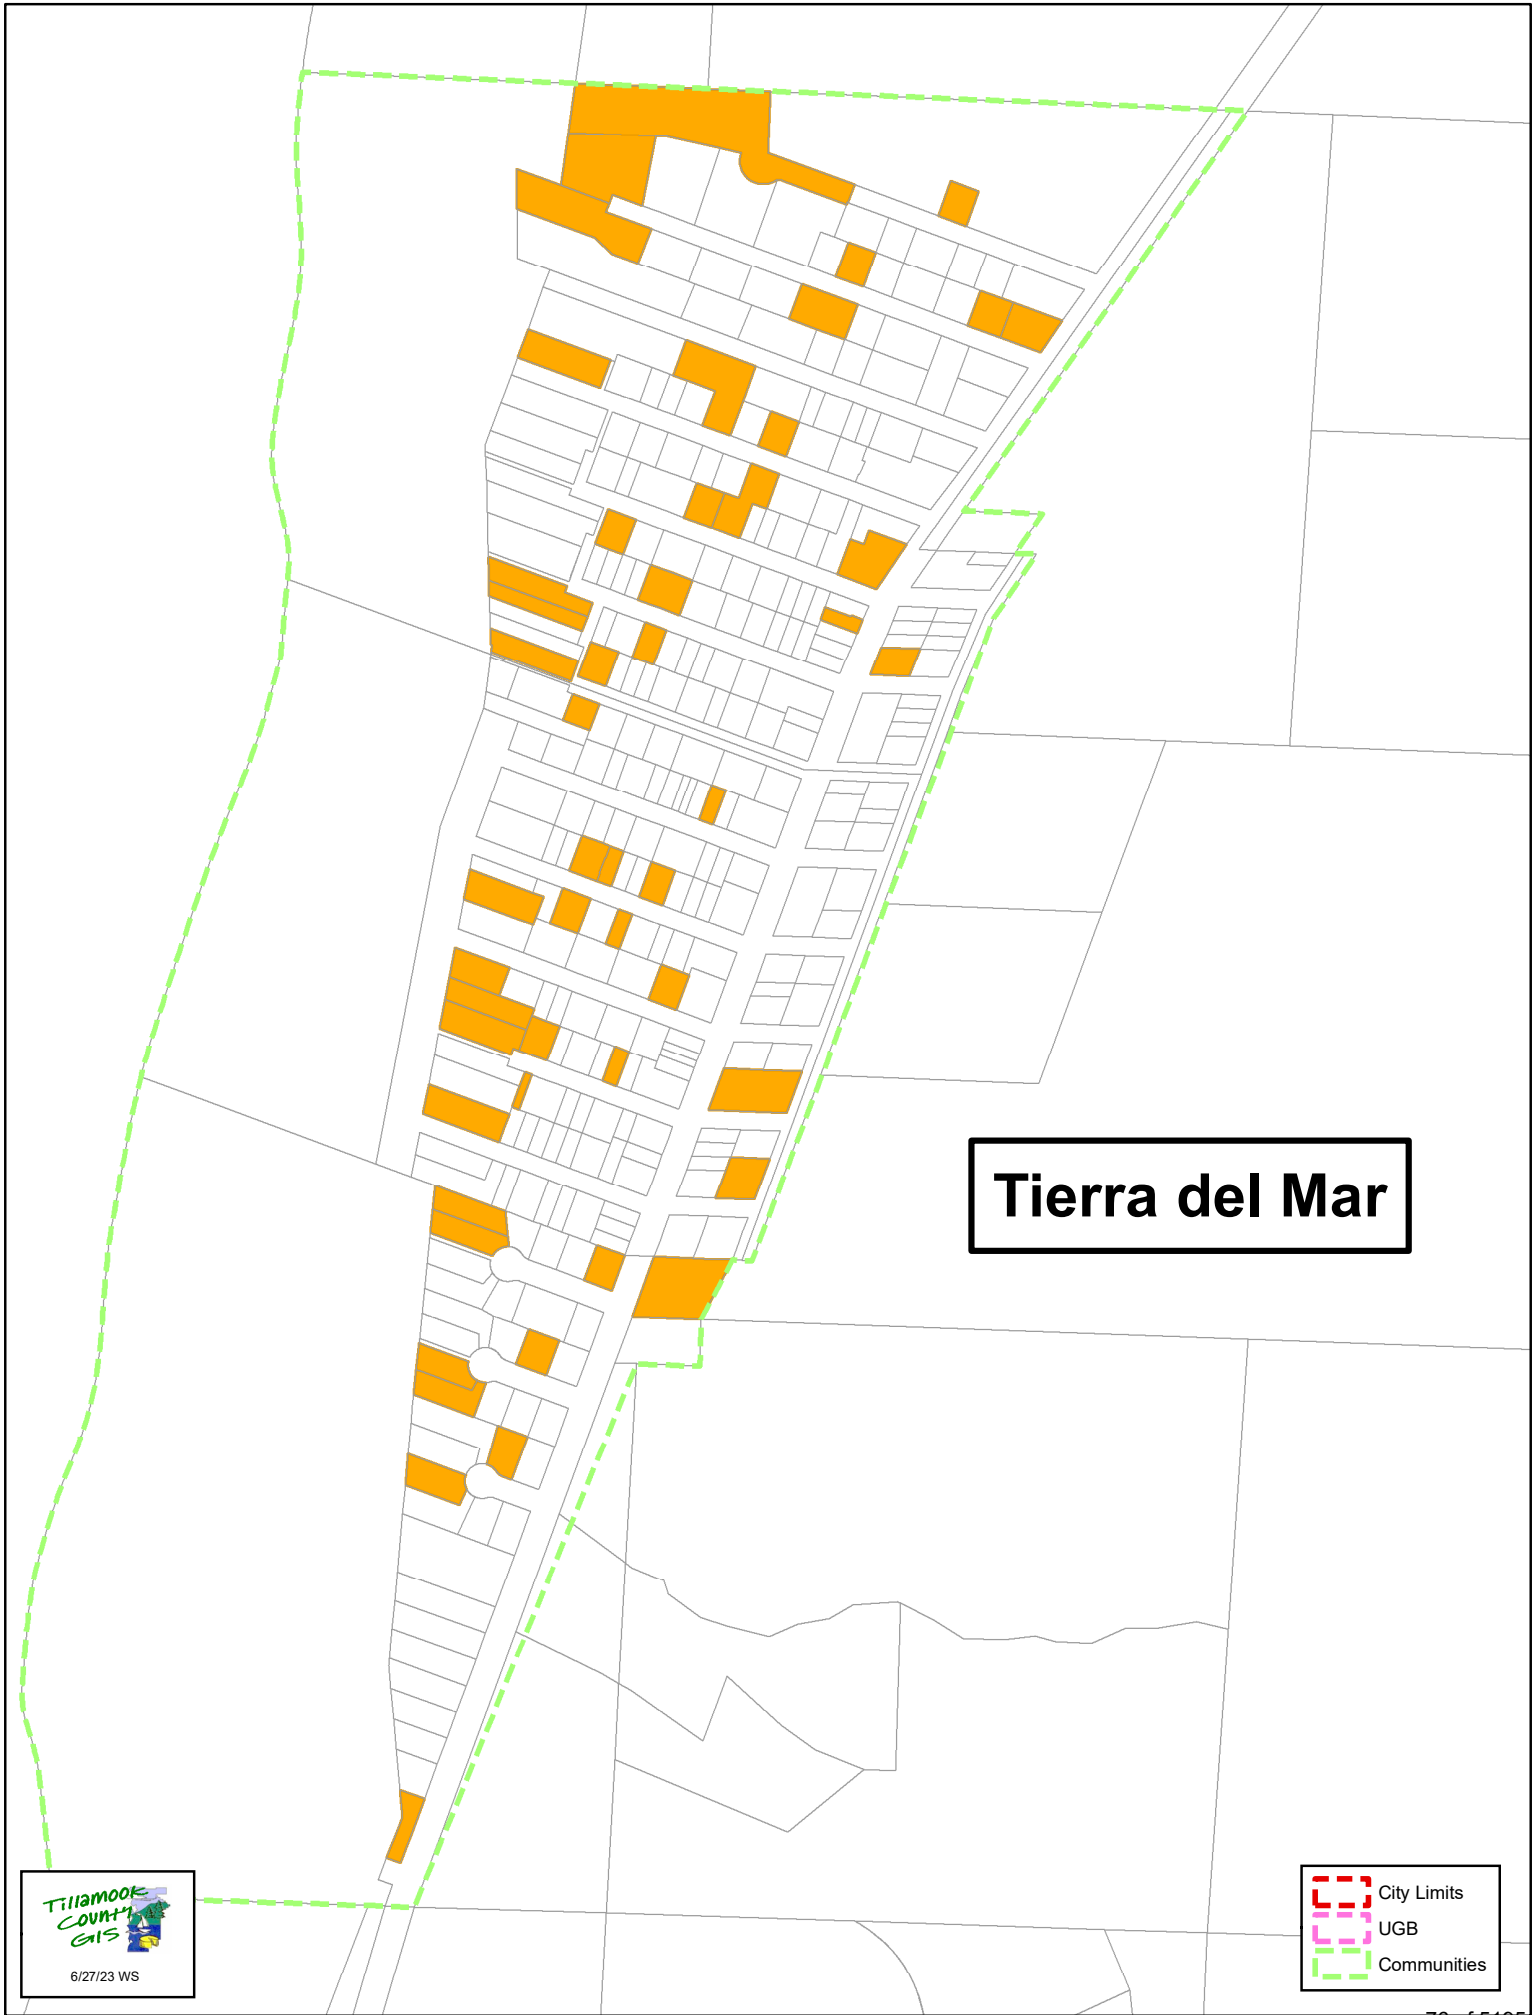 Tierra del Mar
Tillamook
County
GIS
6/27/23 WS
City Limits
UGB
Communities